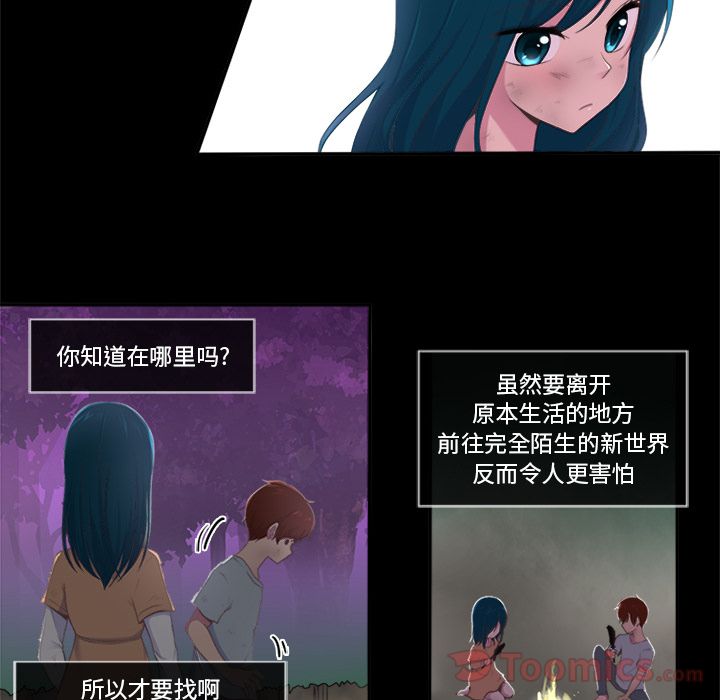 你知道在哪里吗?
虽然要离开
原本生活的地方
前往完全陌生的新世界
反而令人更害怕
所以才要找啊
Toomics.com